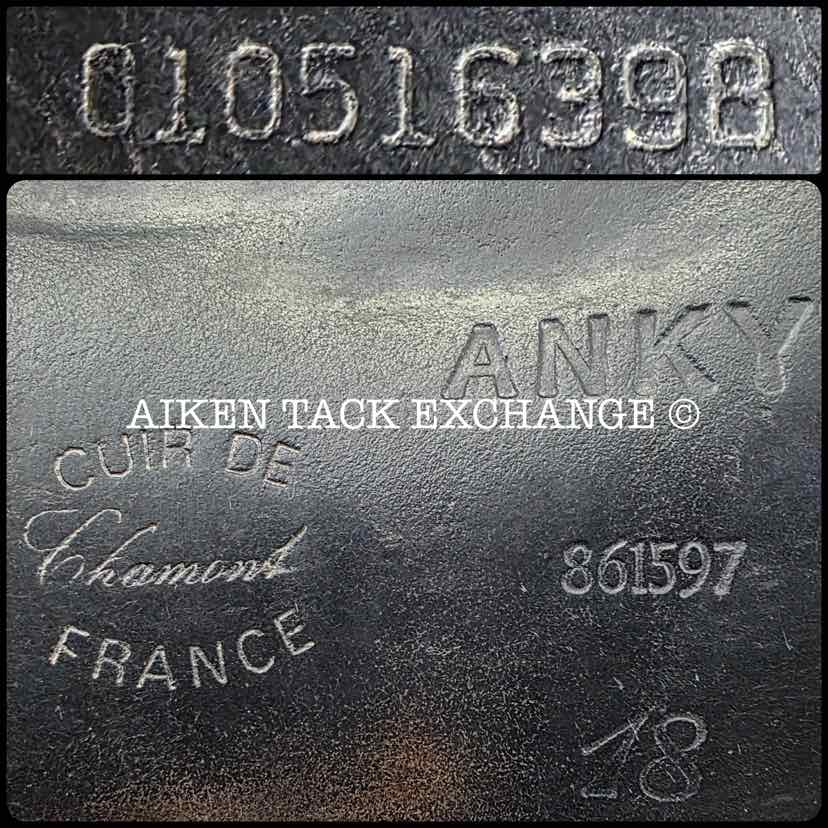 010516398
ANKY
AIKEN TACK EXCHANGE ©
CUIR DE
Chamont
FRANCE
861597
18